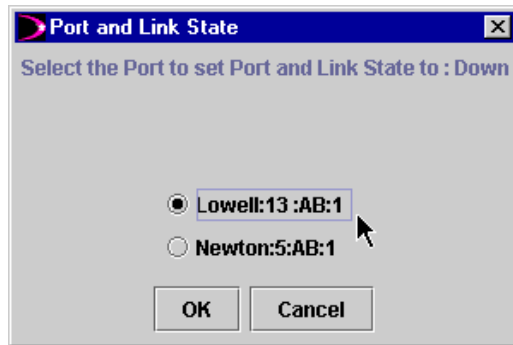 Port and Link State
Select the Port to set Port and Link State to : Down
Lowell:13 :AB:1
Newton:5:AB:1
OK Cancel